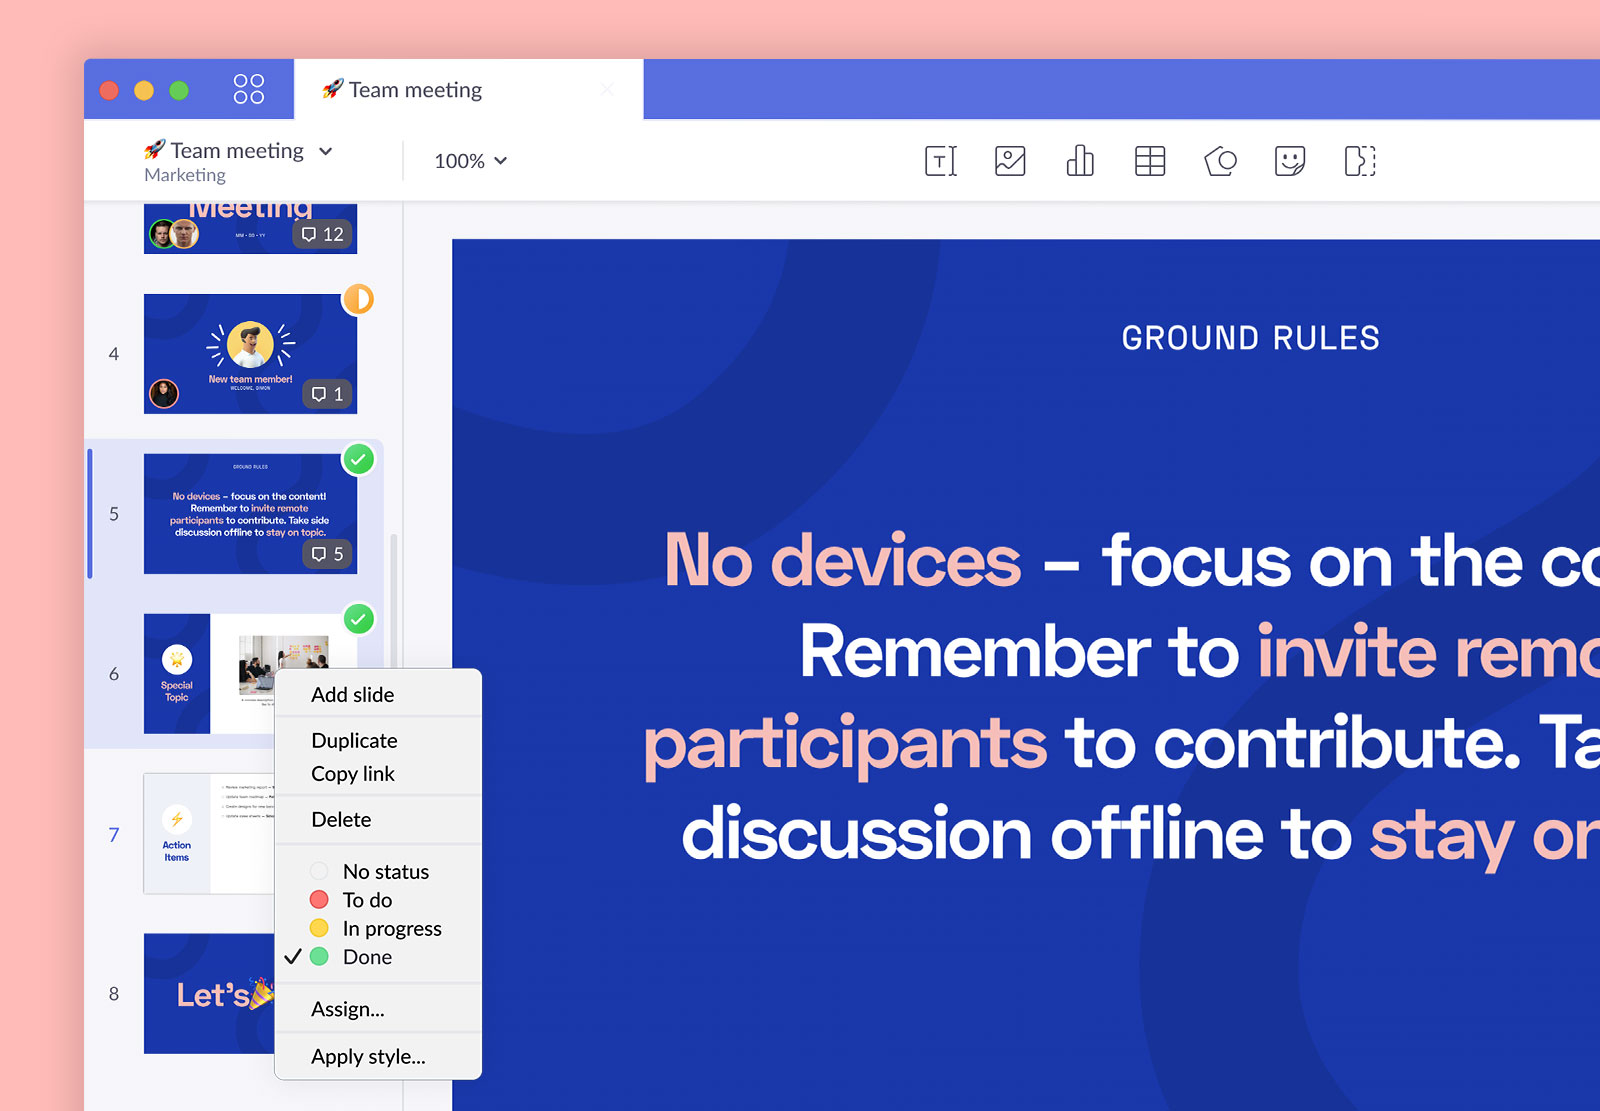 🚀 Team meeting
🚀 Team meeting
Marketing
100%
T
Meeting
MM • DD • YY
12
4
New team member!
WELCOME, SIMON
1
5
GROUND RULES
No devices – focus on the content!
Remember to invite remote
participants to contribute. Take side
discussion offline to stay on topic.
5
6
Special
Topic
7
Action
Items
8
Let's🎉
Add slide
Duplicate
Copy link
Delete
No status
To do
In progress
✓ Done
Assign...
Apply style...
GROUND RULES
No devices – focus on the co
Remember to invite remo
participants to contribute. Ta
discussion offline to stay on